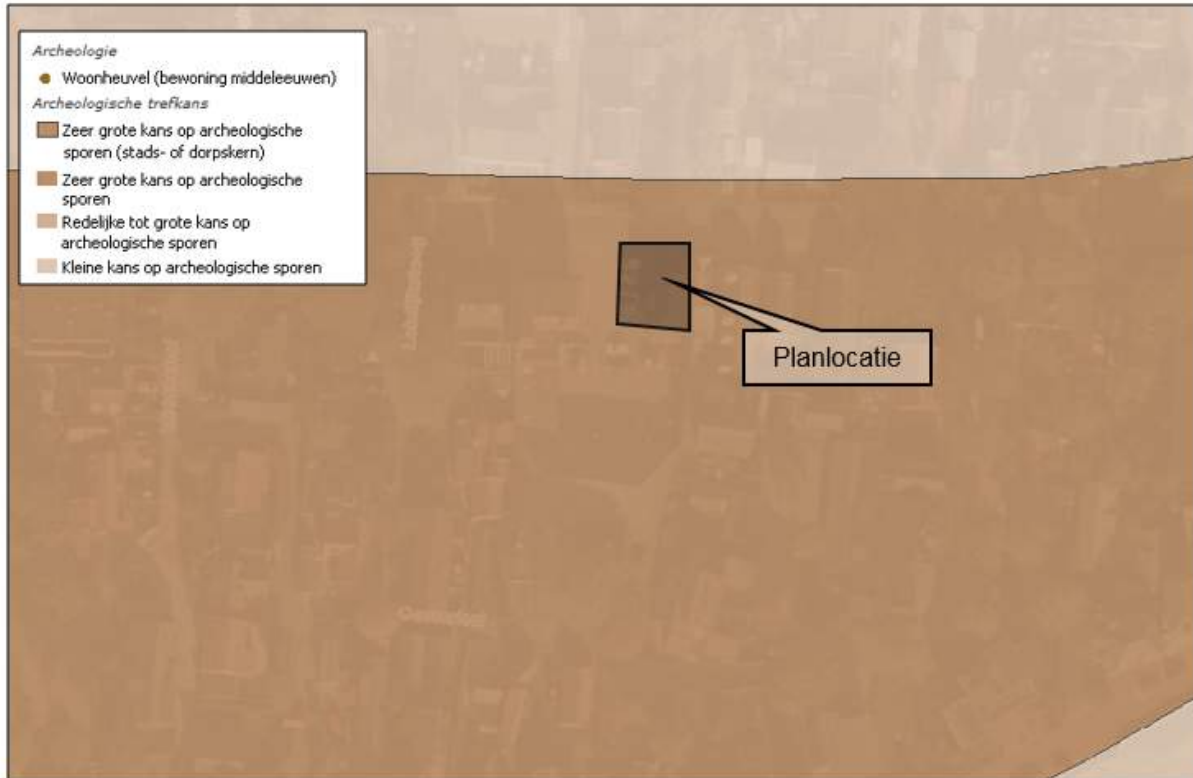 Archeologie
Woonheuvel (bewoning middeleeuwen)
Archeologische trefkans
Zeer grote kans op archeologische
sporen (stads- of dorpskern)
Zeer grote kans op archeologische
sporen
Redelijke tot grote kans op
archeologische sporen
Kleine kans op archeologische sporen
Planlocatie